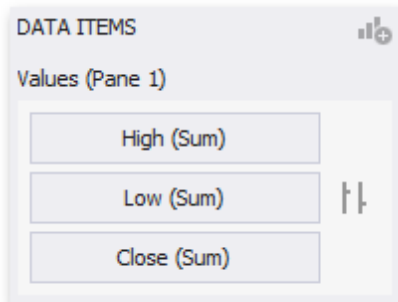 DATA ITEMS
Values (Pane 1)
High (Sum)
Low (Sum)
Close (Sum)